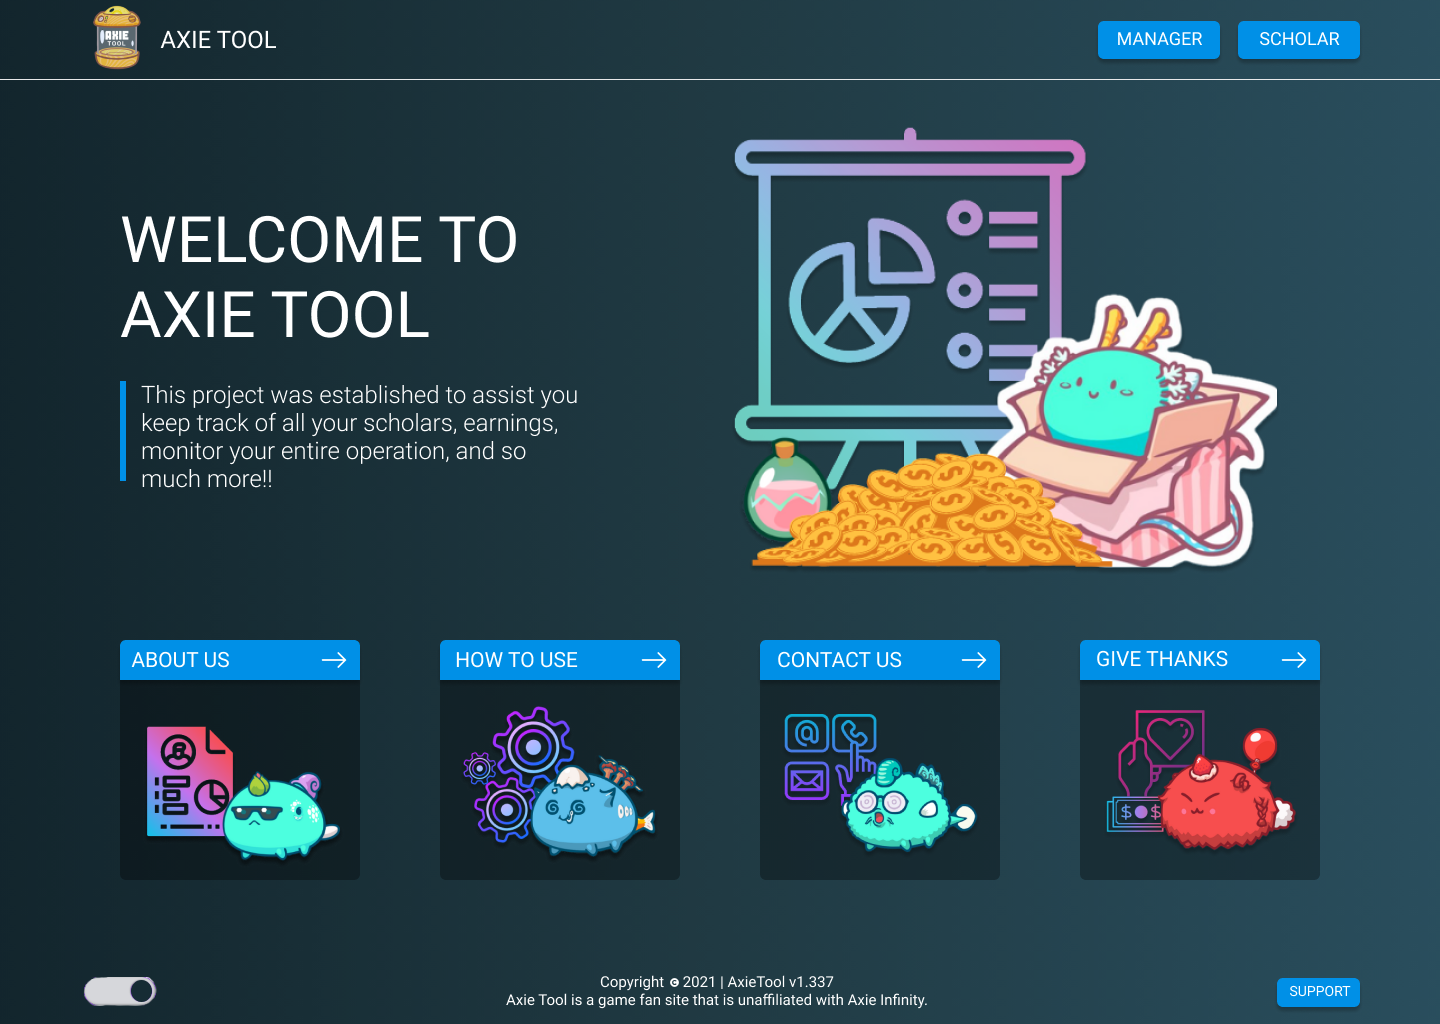 AXIE
TOOL
AXIE TOOL
MANAGER
SCHOLAR
WELCOME TO
AXIE TOOL
This project was established to assist you
keep track of all your scholars, earnings,
monitor your entire operation, and so
much more!!
ABOUT US
HOW TO USE
CONTACT US
GIVE THANKS
Copyright © 2021 | AxieTool v1.337
Axie Tool is a game fan site that is unaffiliated with Axie Infinity.
SUPPORT